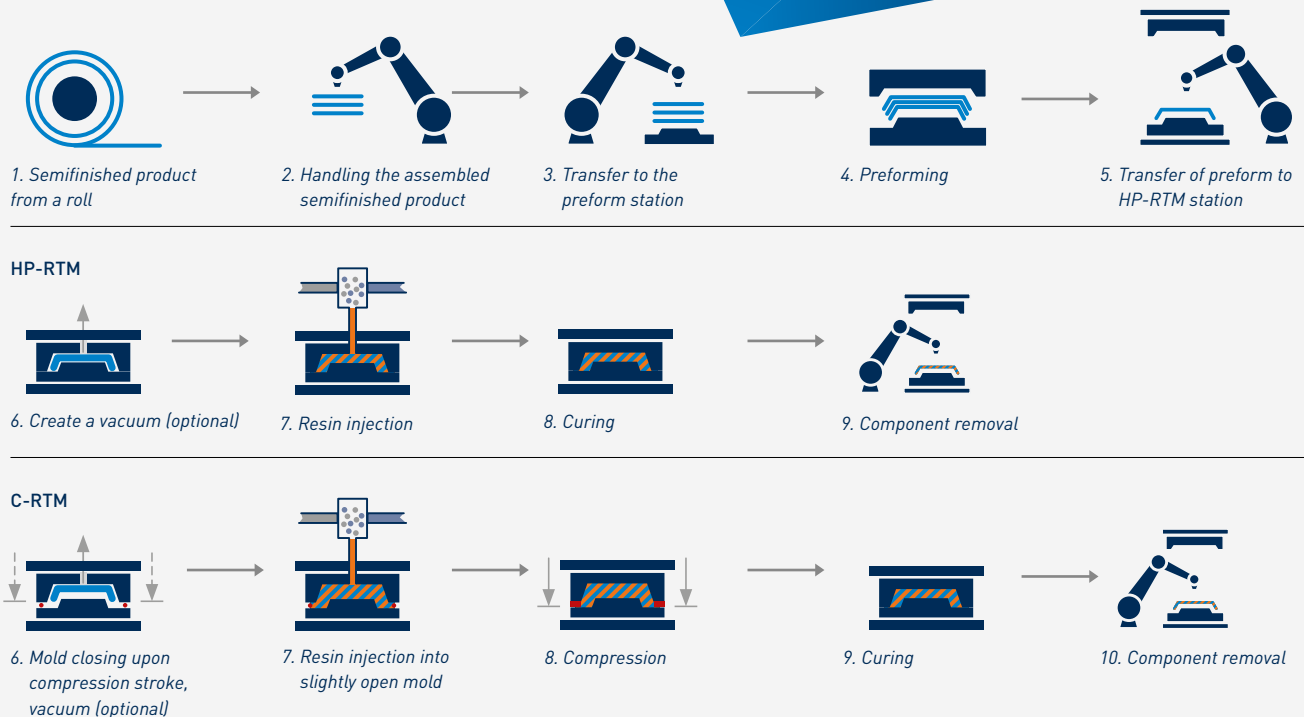 1. Semifinished product
from a roll
2. Handling the assembled
semifinished product
3. Transfer to the
preform station
4. Preforming
5. Transfer of preform to
HP-RTM station
HP-RTM
6. Create a vacuum (optional)
7. Resin injection
8. Curing
9. Component removal
C-RTM
6. Mold closing upon
compression stroke,
vacuum (optional)
7. Resin injection into
slightly open mold
8. Compression
9. Curing
10. Component removal